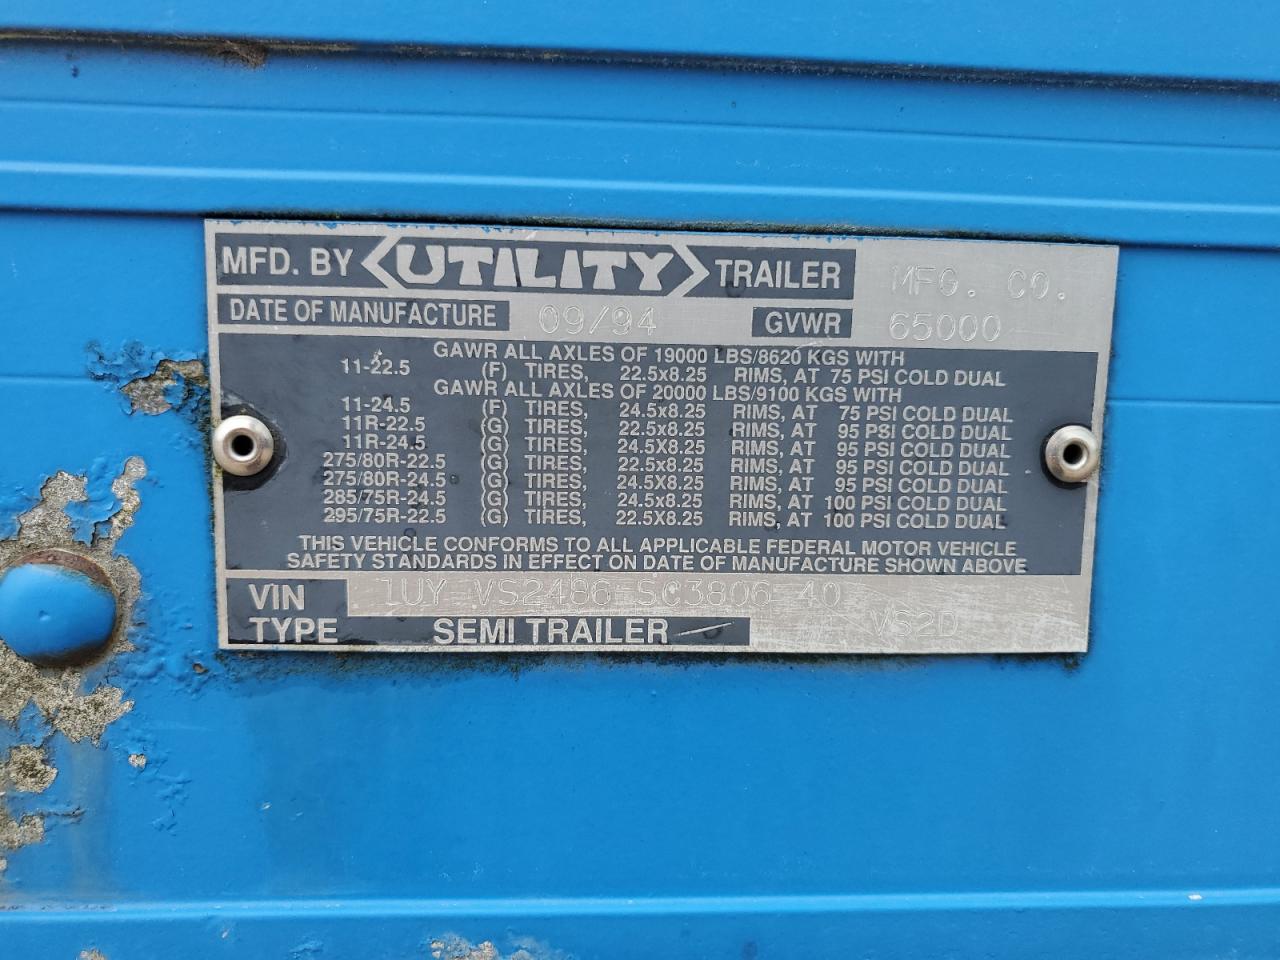 MFD. BY UTILITY TRAILER MFG. CO.
DATE OF MANUFACTURE 09/94 GVWR 65000
GAWR ALL AXLES OF 19000 LBS/8620 KGS WITH
11-22.5 (F) TIRES, 22.5x8.25 RIMS, AT 75 PSI COLD DUAL
GAWR ALL AXLES OF 20000 LBS/9100 KGS WITH
11-24.5 (F) TIRES, 24.5x8.25 RIMS, AT 75 PSI COLD DUAL
11R-22.5 (G) TIRES, 22.5x8.25 RIMS, AT 95 PSI COLD DUAL
11R-24.5 (G) TIRES, 24.5x8.25 RIMS, AT 95 PSI COLD DUAL
275/80R-22.5 (G) TIRES, 22.5x8.25 RIMS, AT 95 PSI COLD DUAL
275/80R-24.5 (G) TIRES, 24.5X8.25 RIMS, AT 95 PSI COLD DUAL
285/75R-24.5 (G) TIRES, 24.5X8.25 RIMS, AT 100 PSI COLD DUAL
295/75R-22.5 (G) TIRES, 22.5X8.25 RIMS, AT 100 PSI COLD DUAL
THIS VEHICLE CONFORMS TO ALL APPLICABLE FEDERAL MOTOR VEHICLE
SAFETY STANDARDS IN EFFECT ON DATE OF MANUFACTURE SHOWN ABOVE
VIN 1UY VS2486 SC3806 40
TYPE SEMI TRAILER VS2D